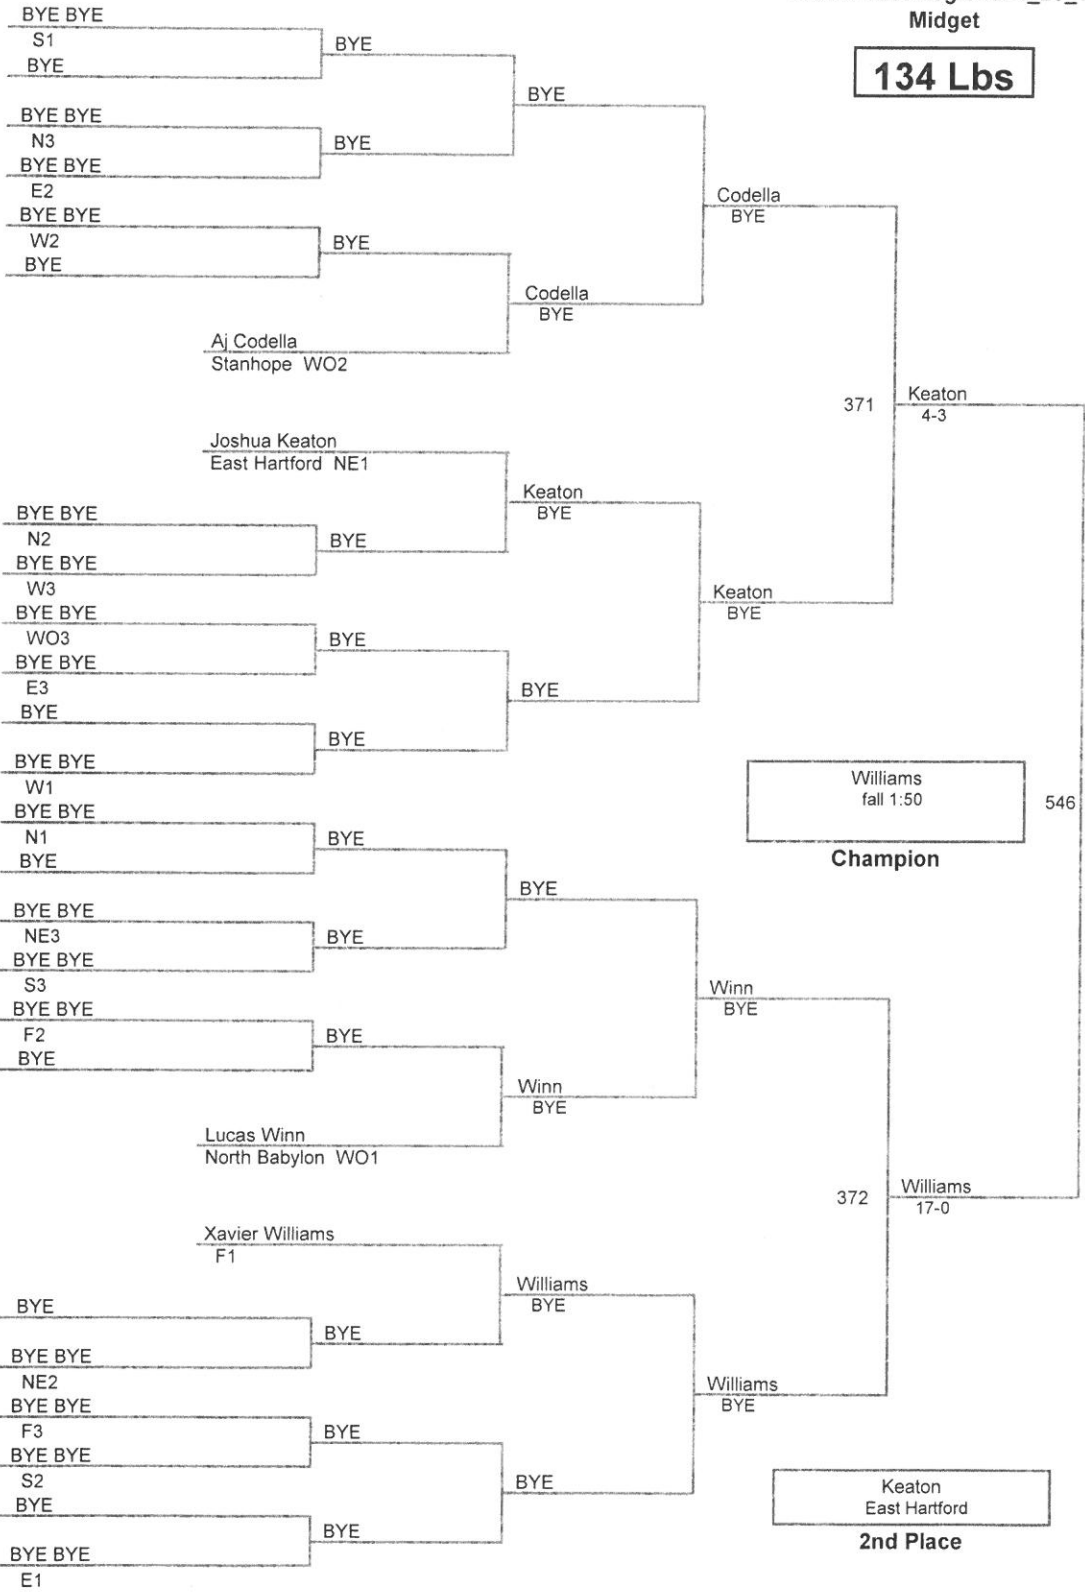 Midget
134 Lbs
BYE BYE
S1
BYE
BYE
BYE
BYE BYE
N3
BYE
BYE BYE
E2
BYE BYE
W2
BYE
BYE
Codella
BYE
Codella
BYE
Aj Codella
Stanhope WO2
371
Keaton
4-3
Joshua Keaton
East Hartford NE1
Keaton
BYE
BYE BYE
N2
BYE
BYE BYE
W3
Keaton
BYE
BYE BYE
WO3
BYE
BYE BYE
E3
BYE
BYE
BYE
BYE BYE
W1
Williams
fall 1:50
546
Champion
BYE BYE
N1
BYE
BYE
BYE
BYE BYE
NE3
BYE
BYE BYE
S3
Winn
BYE
BYE BYE
F2
BYE
BYE
Winn
BYE
Lucas Winn
North Babylon WO1
372
Williams
17-0
Xavier Williams
F1
Williams
BYE
BYE
BYE
BYE BYE
NE2
Williams
BYE
BYE BYE
F3
BYE
BYE BYE
S2
BYE
BYE
BYE
BYE BYE
E1
Keaton
East Hartford
2nd Place